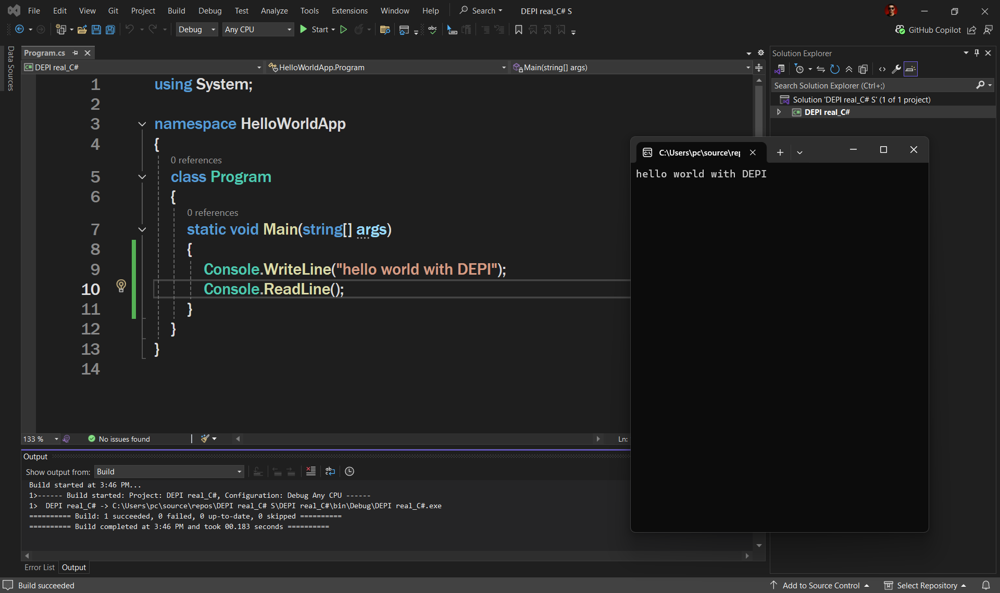 File Edit View Git Project Build Debug Test Analyze Tools Extensions Window Help Search DEPI real_C# S
Debug Any CPU Start GitHub Copilot
Data Sources
Program.cs
DEPI real_C# HelloWorldApp.Program Main(string[] args)
1 using System;
2
3 namespace HelloWorldApp
4 {
0 references
5 class Program
6 {
0 references
7 static void Main(string[] args)
8 {
9 Console.WriteLine("hello world with DEPI");
10 Console.ReadLine();
11 }
12 }
13 }
14
133 % No issues found Ln:
Output
Show output from: Build
Build started at 3:46 PM...
1>------ Build started: Project: DEPI real_C#, Configuration: Debug Any CPU ------
1>  DEPI real_C# -> C:\Users\pc\source\repos\DEPI real_C# S\DEPI real_C#\bin\Debug\DEPI real_C#.exe
========== Build: 1 succeeded, 0 failed, 0 up-to-date, 0 skipped ==========
========== Build completed at 3:46 PM and took 00.183 seconds ==========
Error List Output
Solution Explorer
Search Solution Explorer (Ctrl+;)
Solution 'DEPI real_C# S' (1 of 1 project)
C# DEPI real_C#
C:\Users\pc\source\rep
hello world with DEPI
Build succeeded Add to Source Control Select Repository